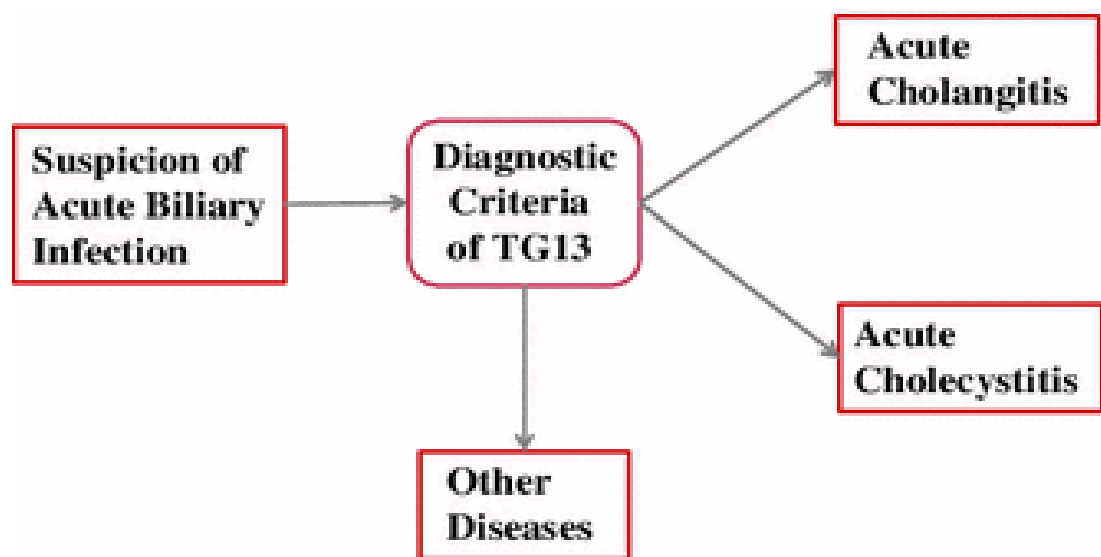 Suspicion of
Acute Biliary
Infection
Diagnostic
Criteria
of TG13
Acute
Cholangitis
Acute
Cholecystitis
Other
Diseases